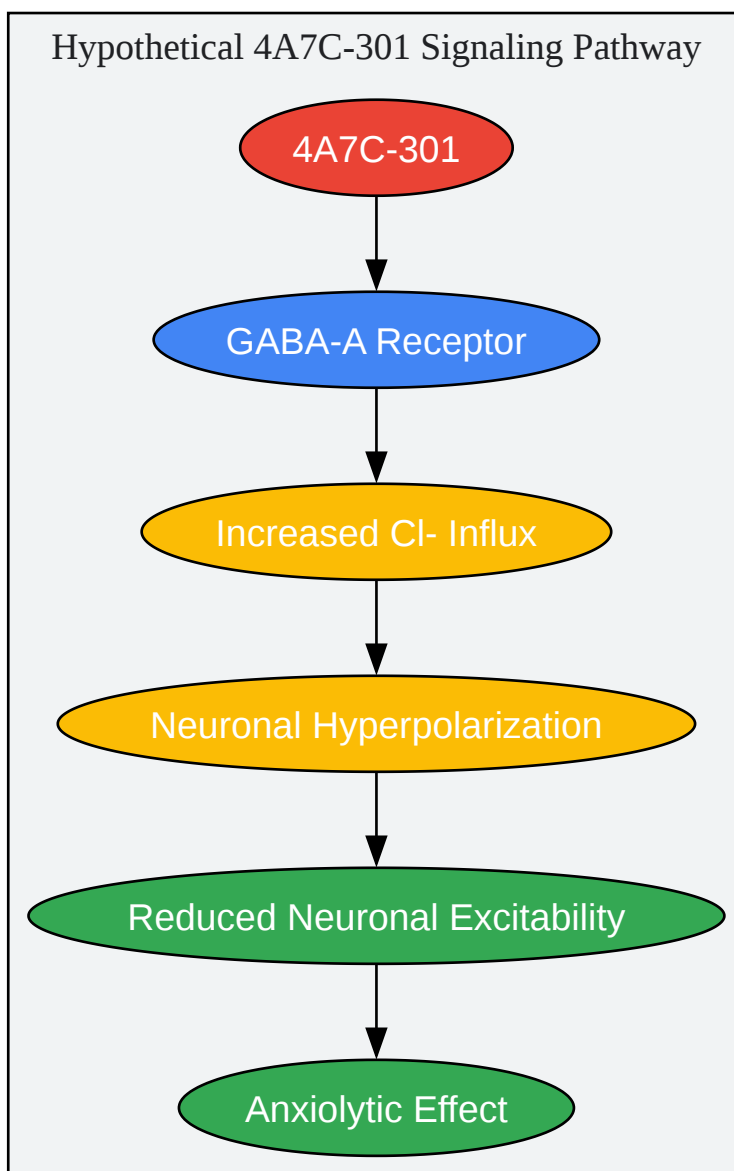 Hypothetical 4A7C-301 Signaling Pathway
4A7C-301
GABA-A Receptor
Increased Cl- Influx
Neuronal Hyperpolarization
Reduced Neuronal Excitability
Anxiolytic Effect